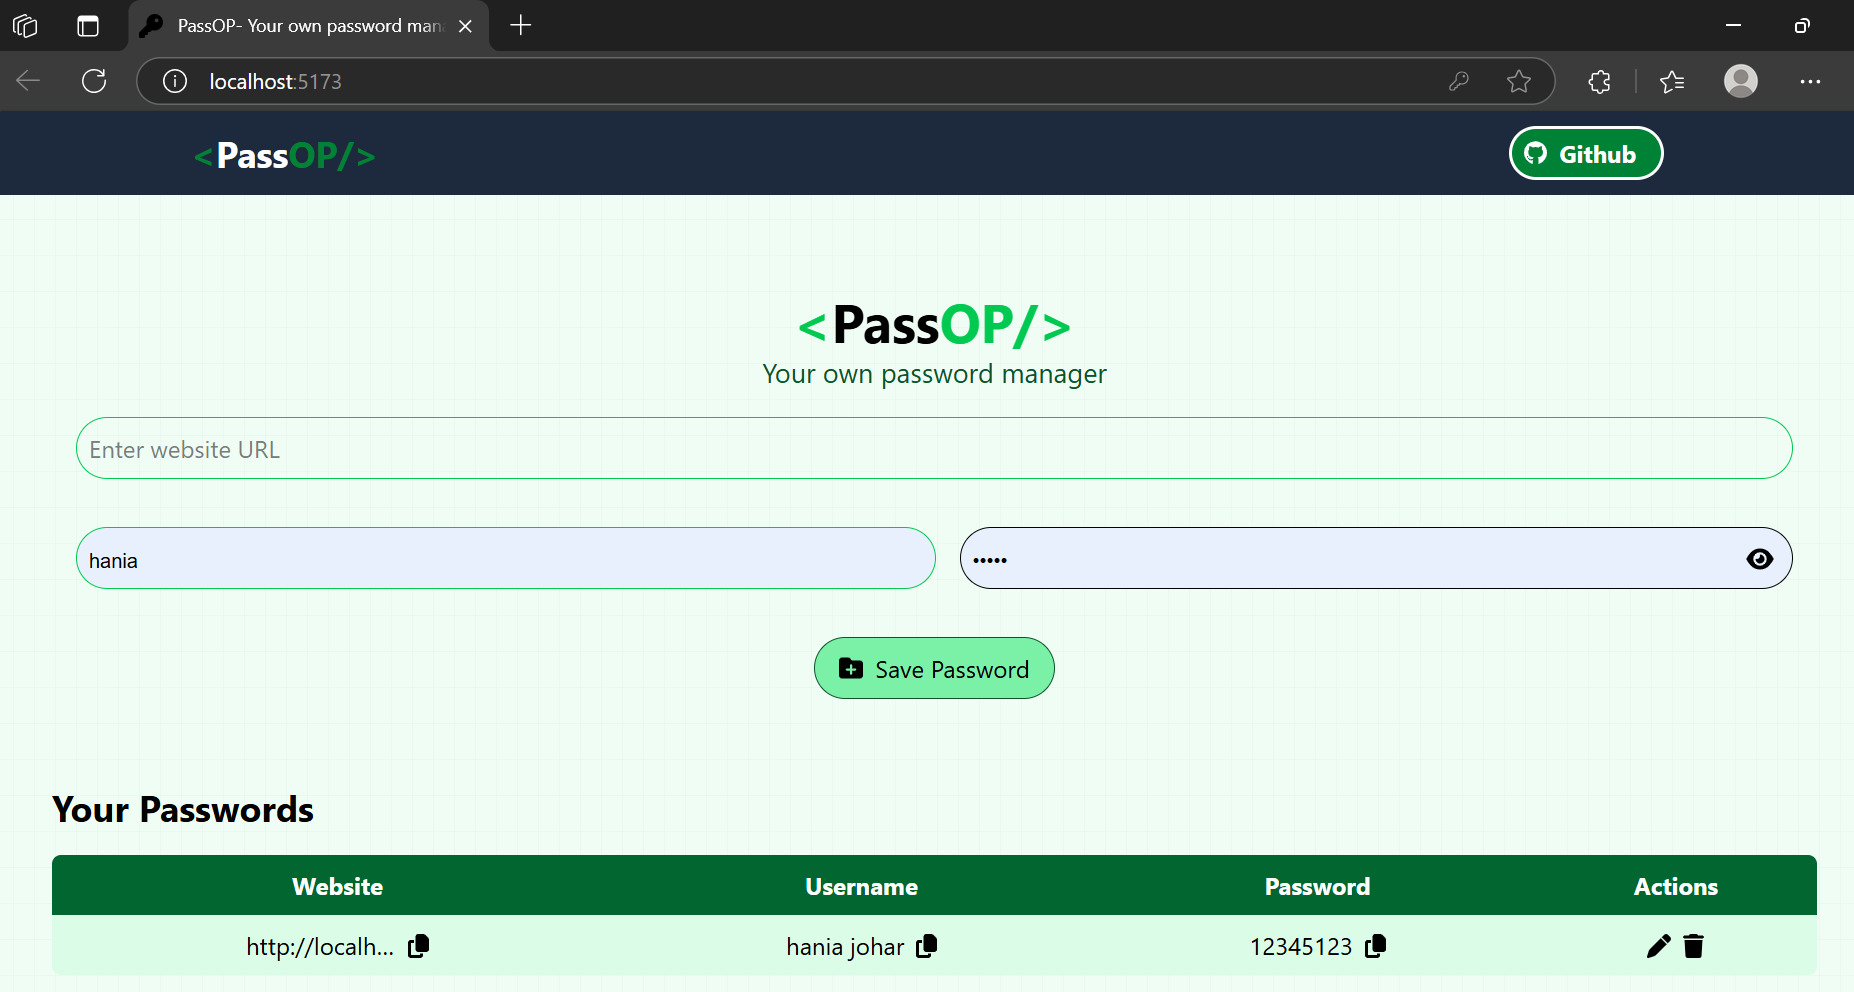 PassOP- Your own password man
localhost:5173
<PassOP/>
Github
<PassOP/>
Your own password manager
Enter website URL
hania
•••••
Save Password
Your Passwords
Website Username Password Actions
http://localh... hania johar 12345123